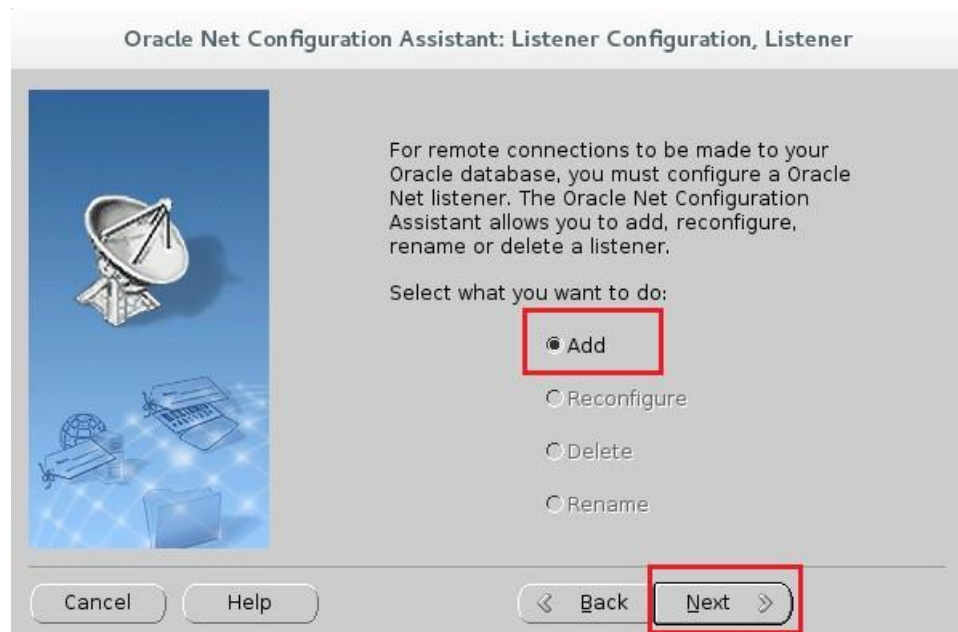 Oracle Net Configuration Assistant: Listener Configuration, Listener
For remote connections to be made to your
Oracle database, you must configure a Oracle
Net listener. The Oracle Net Configuration
Assistant allows you to add, reconfigure,
rename or delete a listener.
Select what you want to do:
Add
Reconfigure
Delete
Rename
Cancel
Help
Back
Next